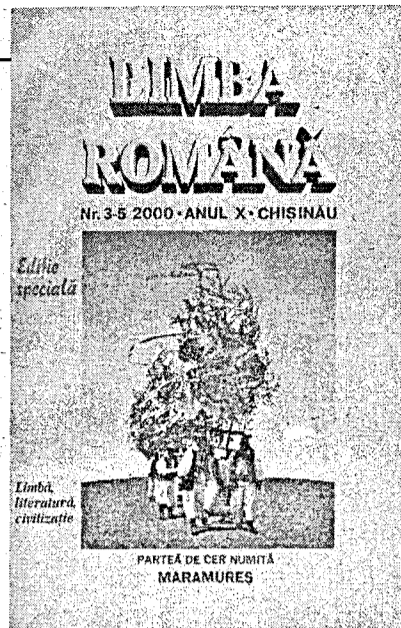 LIMBA
ROMÂNĂ
Nr. 3-5 2000 • ANUL X • CHIȘINĂU
Ediție
specială
Limbă,
literatură,
civilizație
PARTEA DE CER NUMITĂ
MARAMUREȘ